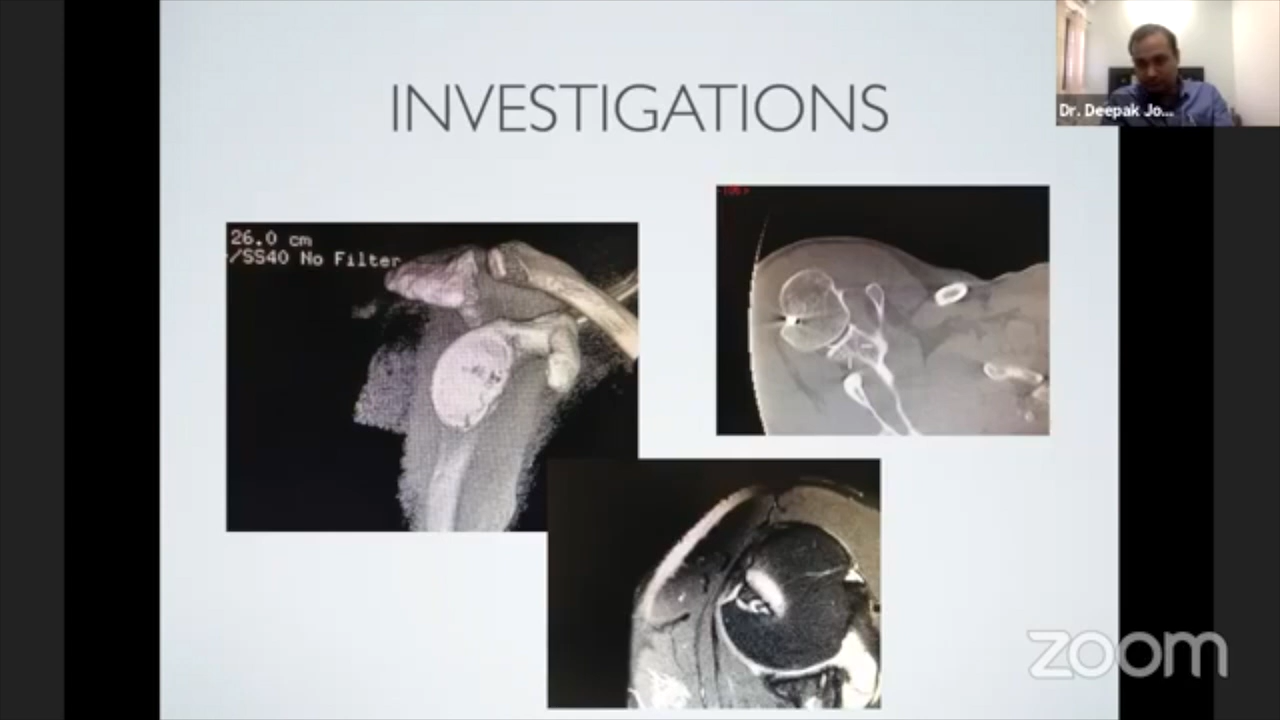 INVESTIGATIONS
Dr. Deepak Jo...
26.0 cm
/SS40 No Filter
zoom